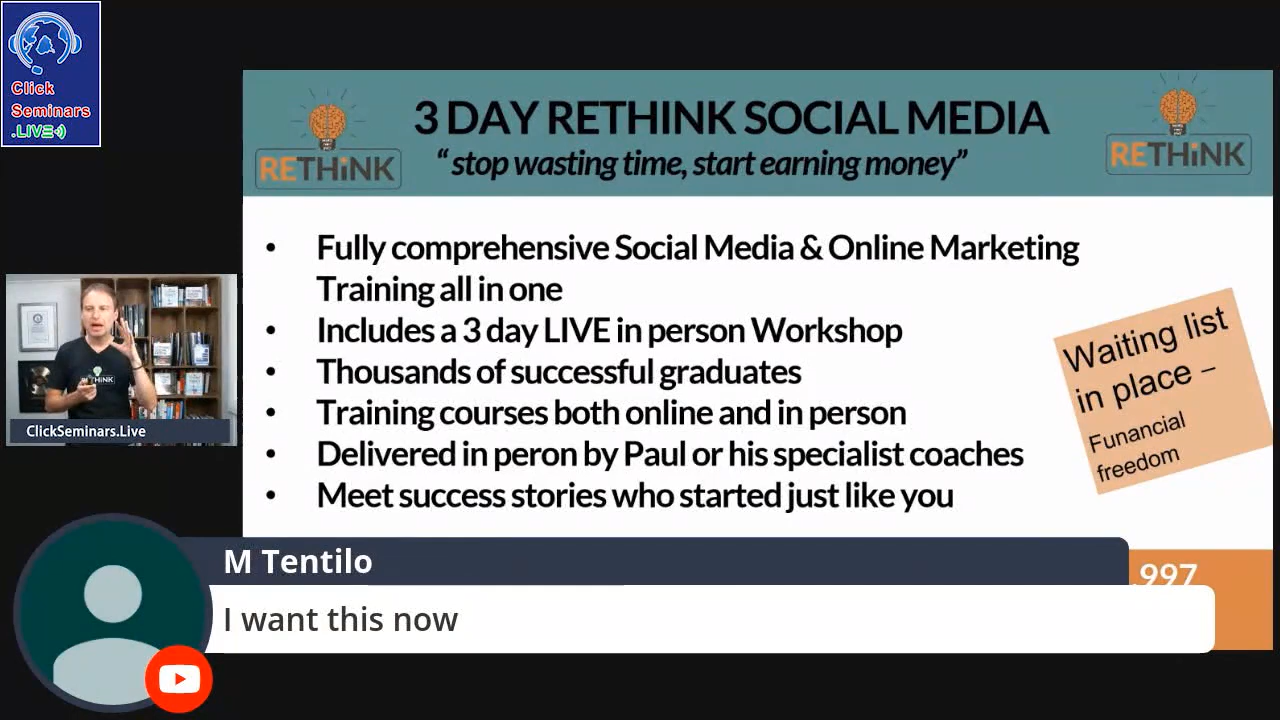 Click
Seminars
.LIVE
3 DAY RETHINK SOCIAL MEDIA
“ stop wasting time, start earning money”
RETHiNK
RETHiNK
• Fully comprehensive Social Media & Online Marketing
Training all in one
• Includes a 3 day LIVE in person Workshop
• Thousands of successful graduates
• Training courses both online and in person
• Delivered in peron by Paul or his specialist coaches
• Meet success stories who started just like you
Waiting list
in place –
Funancial
freedom
RETHiNK
ClickSeminars.Live
997
M Tentilo
I want this now